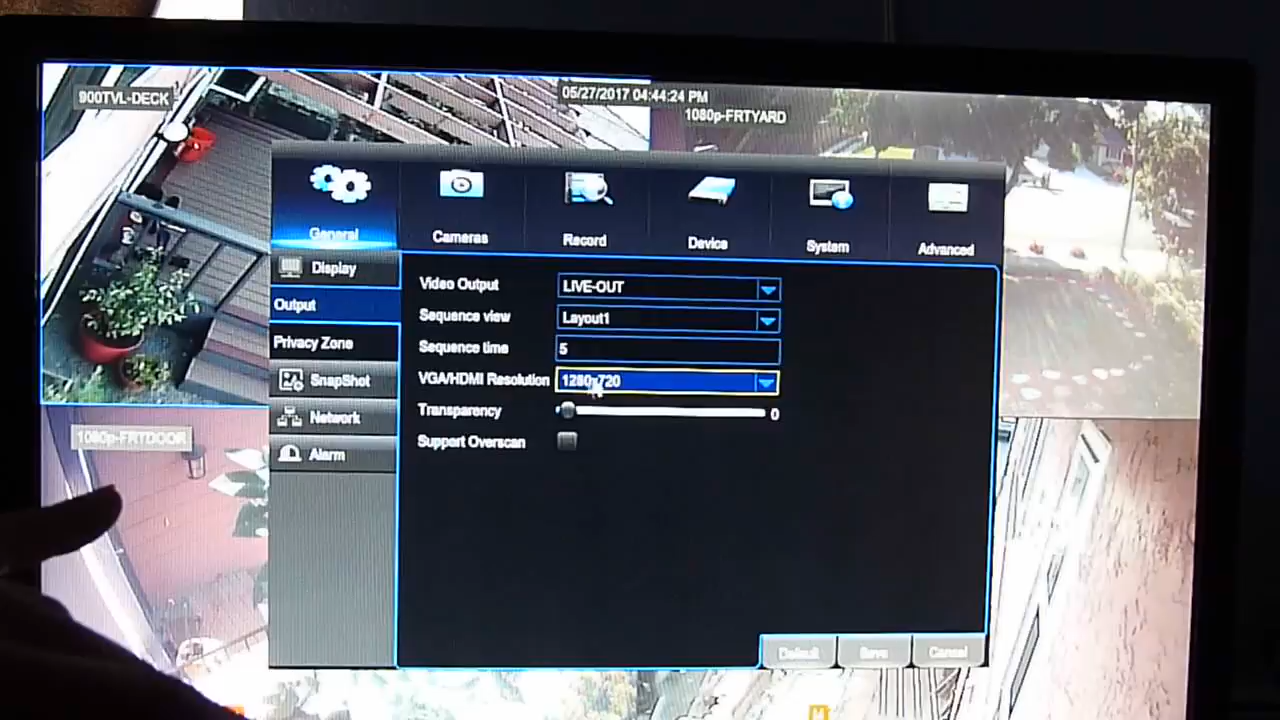 900TVL-DECK
05/27/2017 04:44:24 PM
1080p-FRTYARD
General
Cameras
Record
Device
System
Advanced
Display
Output
Privacy Zone
SnapShot
Network
Alarm
Video Output LIVE-OUT
Sequence view Layout1
Sequence time 5
VGA/HDMI Resolution 1280x720
Transparency 0
Support Overscan
1080p-FRTDOOR
Default Save Cancel
M